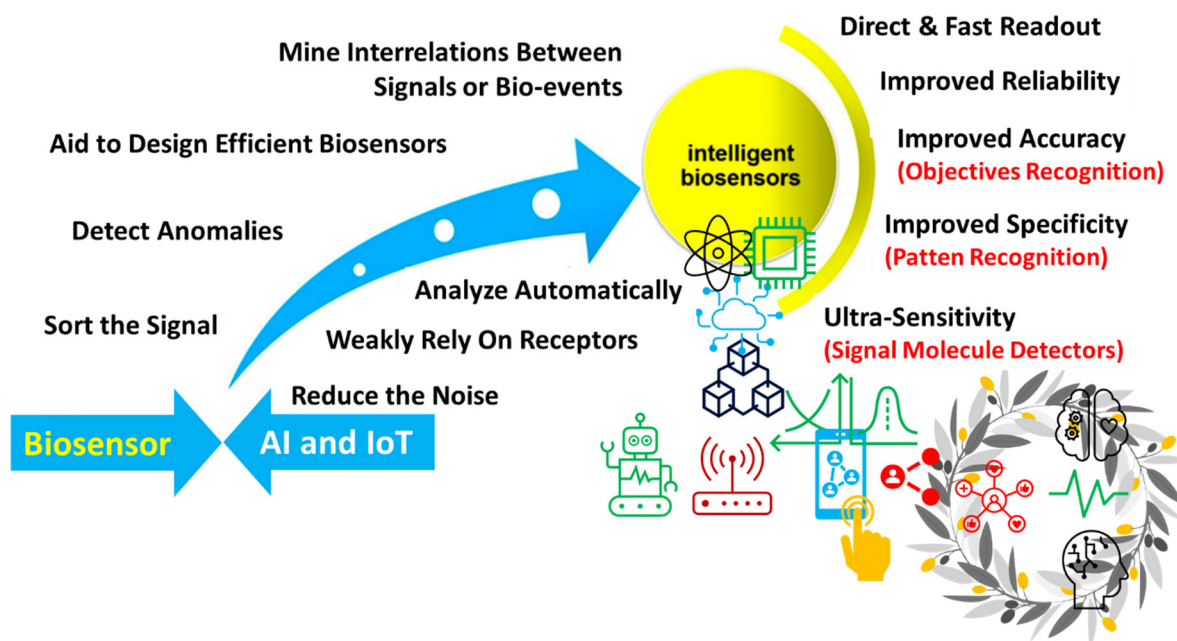 Direct & Fast Readout
Mine Interrelations Between
Signals or Bio-events
Improved Reliability
Aid to Design Efficient Biosensors
intelligent
biosensors
Improved Accuracy
(Objectives Recognition)
Detect Anomalies
Improved Specificity
(Patten Recognition)
Analyze Automatically
Sort the Signal
Weakly Rely On Receptors
Ultra-Sensitivity
(Signal Molecule Detectors)
Reduce the Noise
Biosensor
AI and IoT